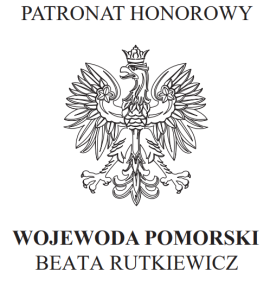 PATRONAT HONOROWY
WOJEWODA POMORSKI
BEATA RUTKIEWICZ